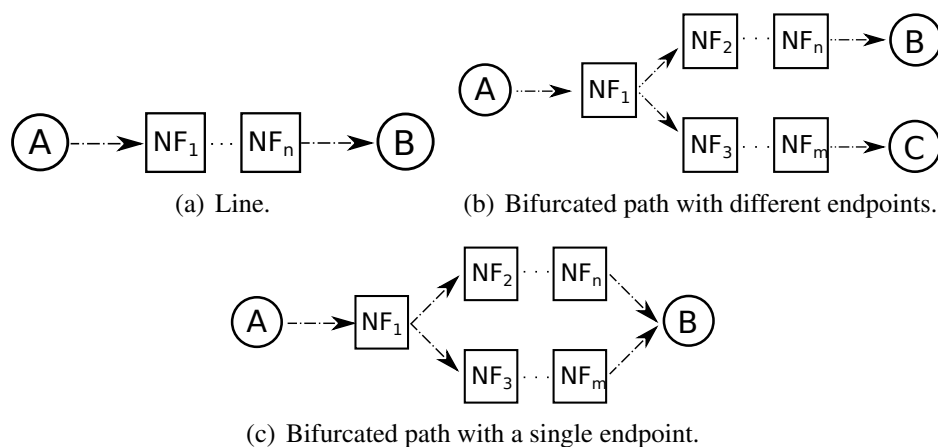 A NF₁ · · · NFₙ B
(a) Line.
NF₂ · · · NFₙ B
A NF₁
NF₃ · · · NFₘ C
(b) Bifurcated path with different endpoints.
NF₂ · · · NFₙ
A NF₁ B
NF₃ · · · NFₘ
(c) Bifurcated path with a single endpoint.